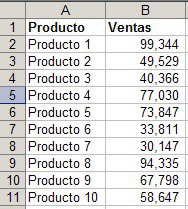 A B
1 Producto Ventas
2 Producto 1 99,344
3 Producto 2 49,529
4 Producto 3 40,366
5 Producto 4 77,030
6 Producto 5 73,847
7 Producto 6 33,811
8 Producto 7 30,147
9 Producto 8 94,335
10 Producto 9 67,798
11 Producto 10 58,647